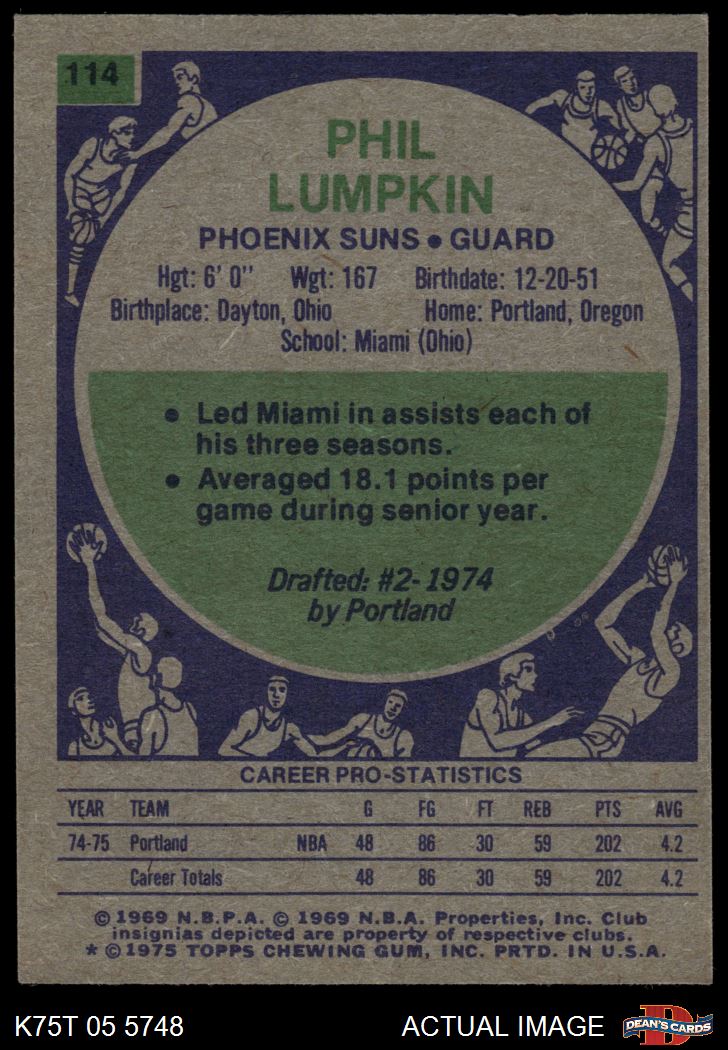 114
PHIL
LUMPKIN
PHOENIX SUNS • GUARD
Hgt: 6' 0" Wgt: 167 Birthdate: 12-20-51
Birthplace: Dayton, Ohio Home: Portland, Oregon
School: Miami (Ohio)
• Led Miami in assists each of
his three seasons.
• Averaged 18.1 points per
game during senior year.
Drafted: #2-1974
by Portland
CAREER PRO-STATISTICS
YEAR TEAM G FG FT REB PTS AVG
74-75 Portland NBA 48 86 30 59 202 4.2
Career Totals 48 86 30 59 202 4.2
© 1969 N.B.P.A. © 1969 N.B.A. Properties, Inc. Club
insignias depicted are property of respective clubs.
* © 1975 TOPPS CHEWING GUM, INC. PRTD. IN U.S.A.
K75T 05 5748 ACTUAL IMAGE D DEAN'S CARDS